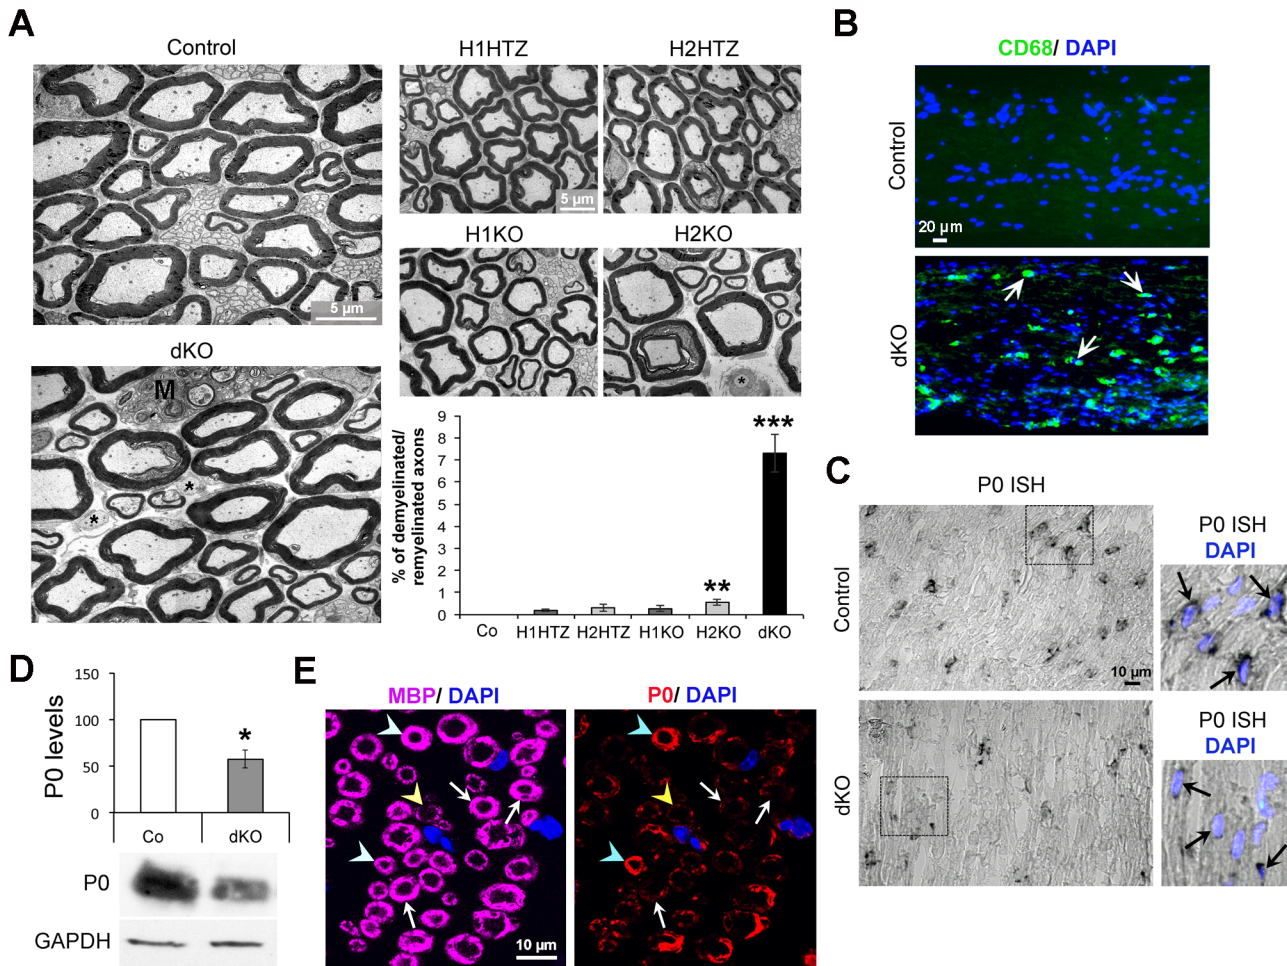 A
Control
5 µm
dKO
M
*
*
H1HTZ
H2HTZ
5 µm
H1KO
H2KO
*
% of demyelinated/
remyelinated axons
9
8
7
6
5
4
3
2
1
0
**
***
Co
H1HTZ
H2HTZ
H1KO
H2KO
dKO
B
CD68/ DAPI
Control
20 µm
dKO
C
P0 ISH
Control
10 µm
P0 ISH
DAPI
dKO
P0 ISH
DAPI
D
P0 levels
150
100
50
0
*
Co
dKO
P0
GAPDH
E
MBP/ DAPI
P0/ DAPI
10 µm